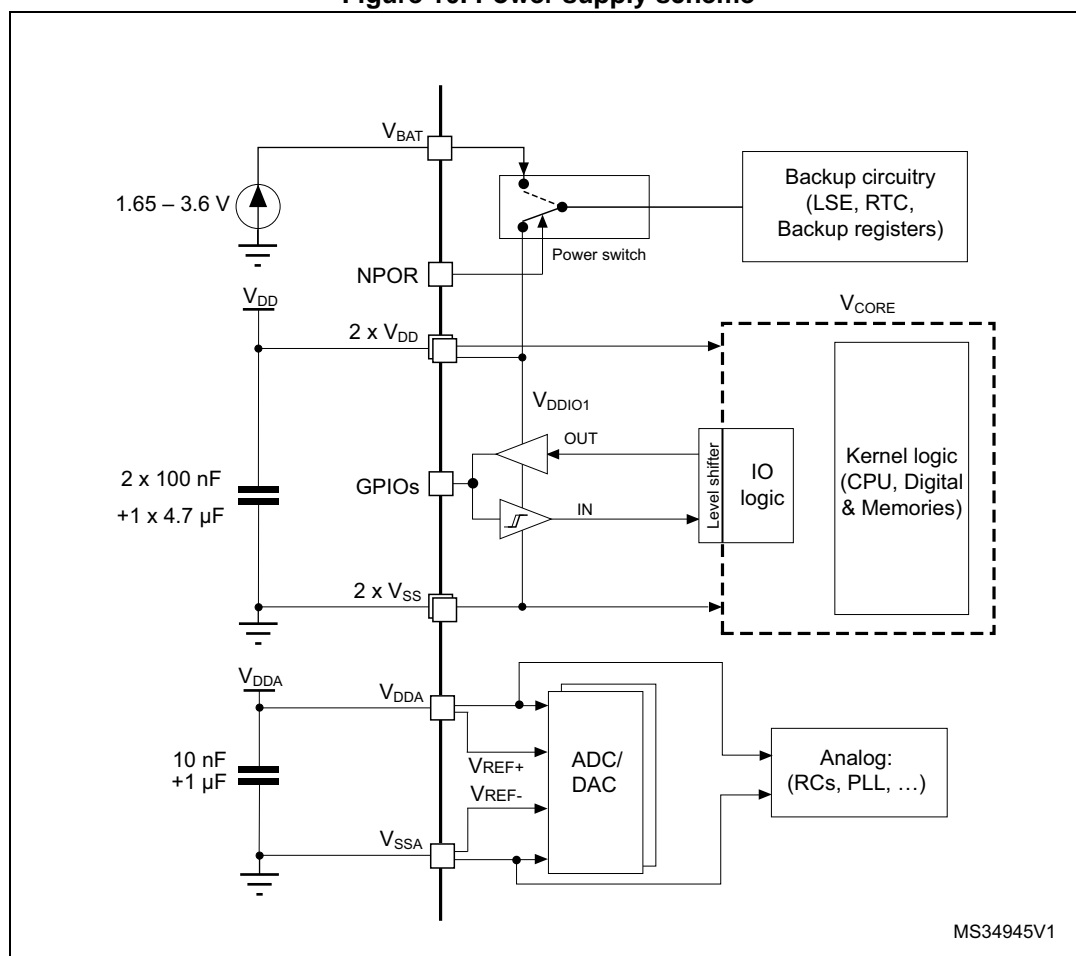 Figure 10. Power supply scheme
VBAT
1.65 – 3.6 V
Power switch
Backup circuitry
(LSE, RTC,
Backup registers)
NPOR
VDD
2 x VDD
VCORE
VDDIO1
OUT
GPIOs
IN
Level shifter
IO
logic
Kernel logic
(CPU, Digital
& Memories)
2 x 100 nF
+1 x 4.7 µF
2 x VSS
VDDA
VDDA
10 nF
+1 µF
VREF+
VREF-
ADC/
DAC
Analog:
(RCs, PLL, …)
VSSA
MS34945V1